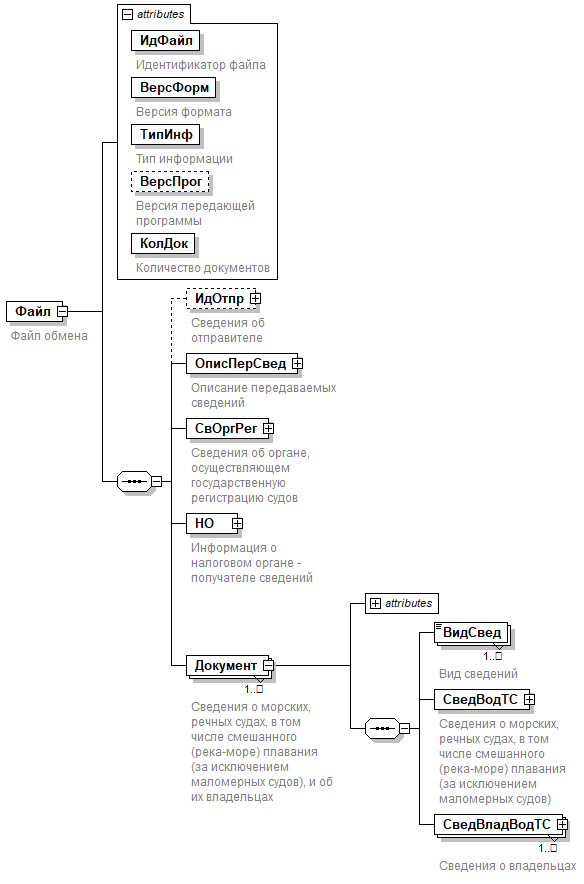 attributes
ИдФайл
Идентификатор файла
ВерсФорм
Версия формата
ТипИнф
Тип информации
ВерсПрог
Версия передающей
программы
КолДок
Количество документов
Файл
Файл обмена
ИдОтпр
Сведения об
отправителе
ОписПерСвед
Описание передаваемых
сведений
СвОргРег
Сведения об органе,
осуществляющем
государственную
регистрацию судов
НО
Информация о
налоговом органе -
получателе сведений
Документ
1..
Сведения о морских,
речных судах, в том
числе смешанного
(река-море) плавания
(за исключением
маломерных судов), и об
их владельцах
attributes
ВидСвед
1..
Вид сведений
СведВодТС
Сведения о морских,
речных судах, в том
числе смешанного
(река-море) плавания
(за исключением
маломерных судов)
СведВладВодТС
1..
Сведения о владельцах